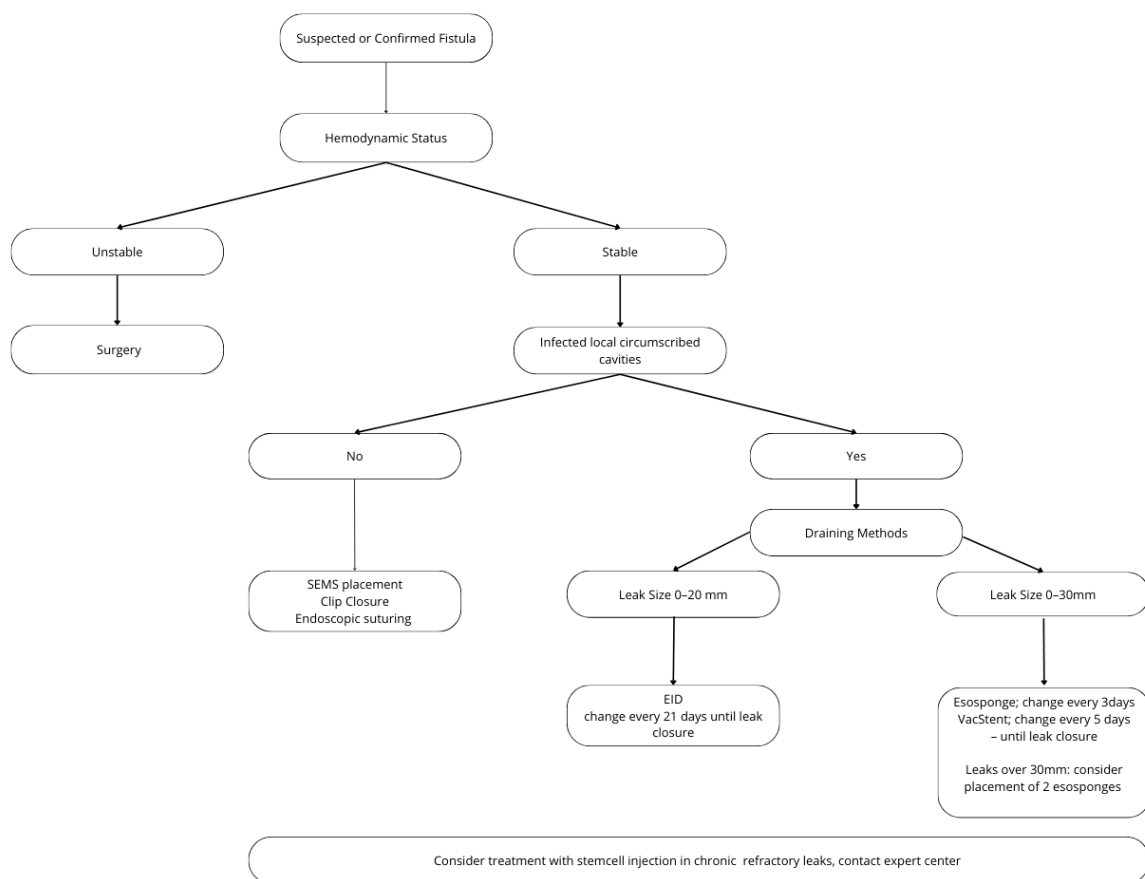 Suspected or Confirmed Fistula
Hemodynamic Status
Unstable
Stable
Surgery
Infected local circumscribed
cavities
No
Yes
Draining Methods
SEMS placement
Clip Closure
Endoscopic suturing
Leak Size 0–20 mm
Leak Size 0–30mm
EID
change every 21 days until leak
closure
Esosponge; change every 3days
VacStent; change every 5 days
– until leak closure
Leaks over 30mm: consider
placement of 2 esosponges
Consider treatment with stemcell injection in chronic refractory leaks, contact expert center